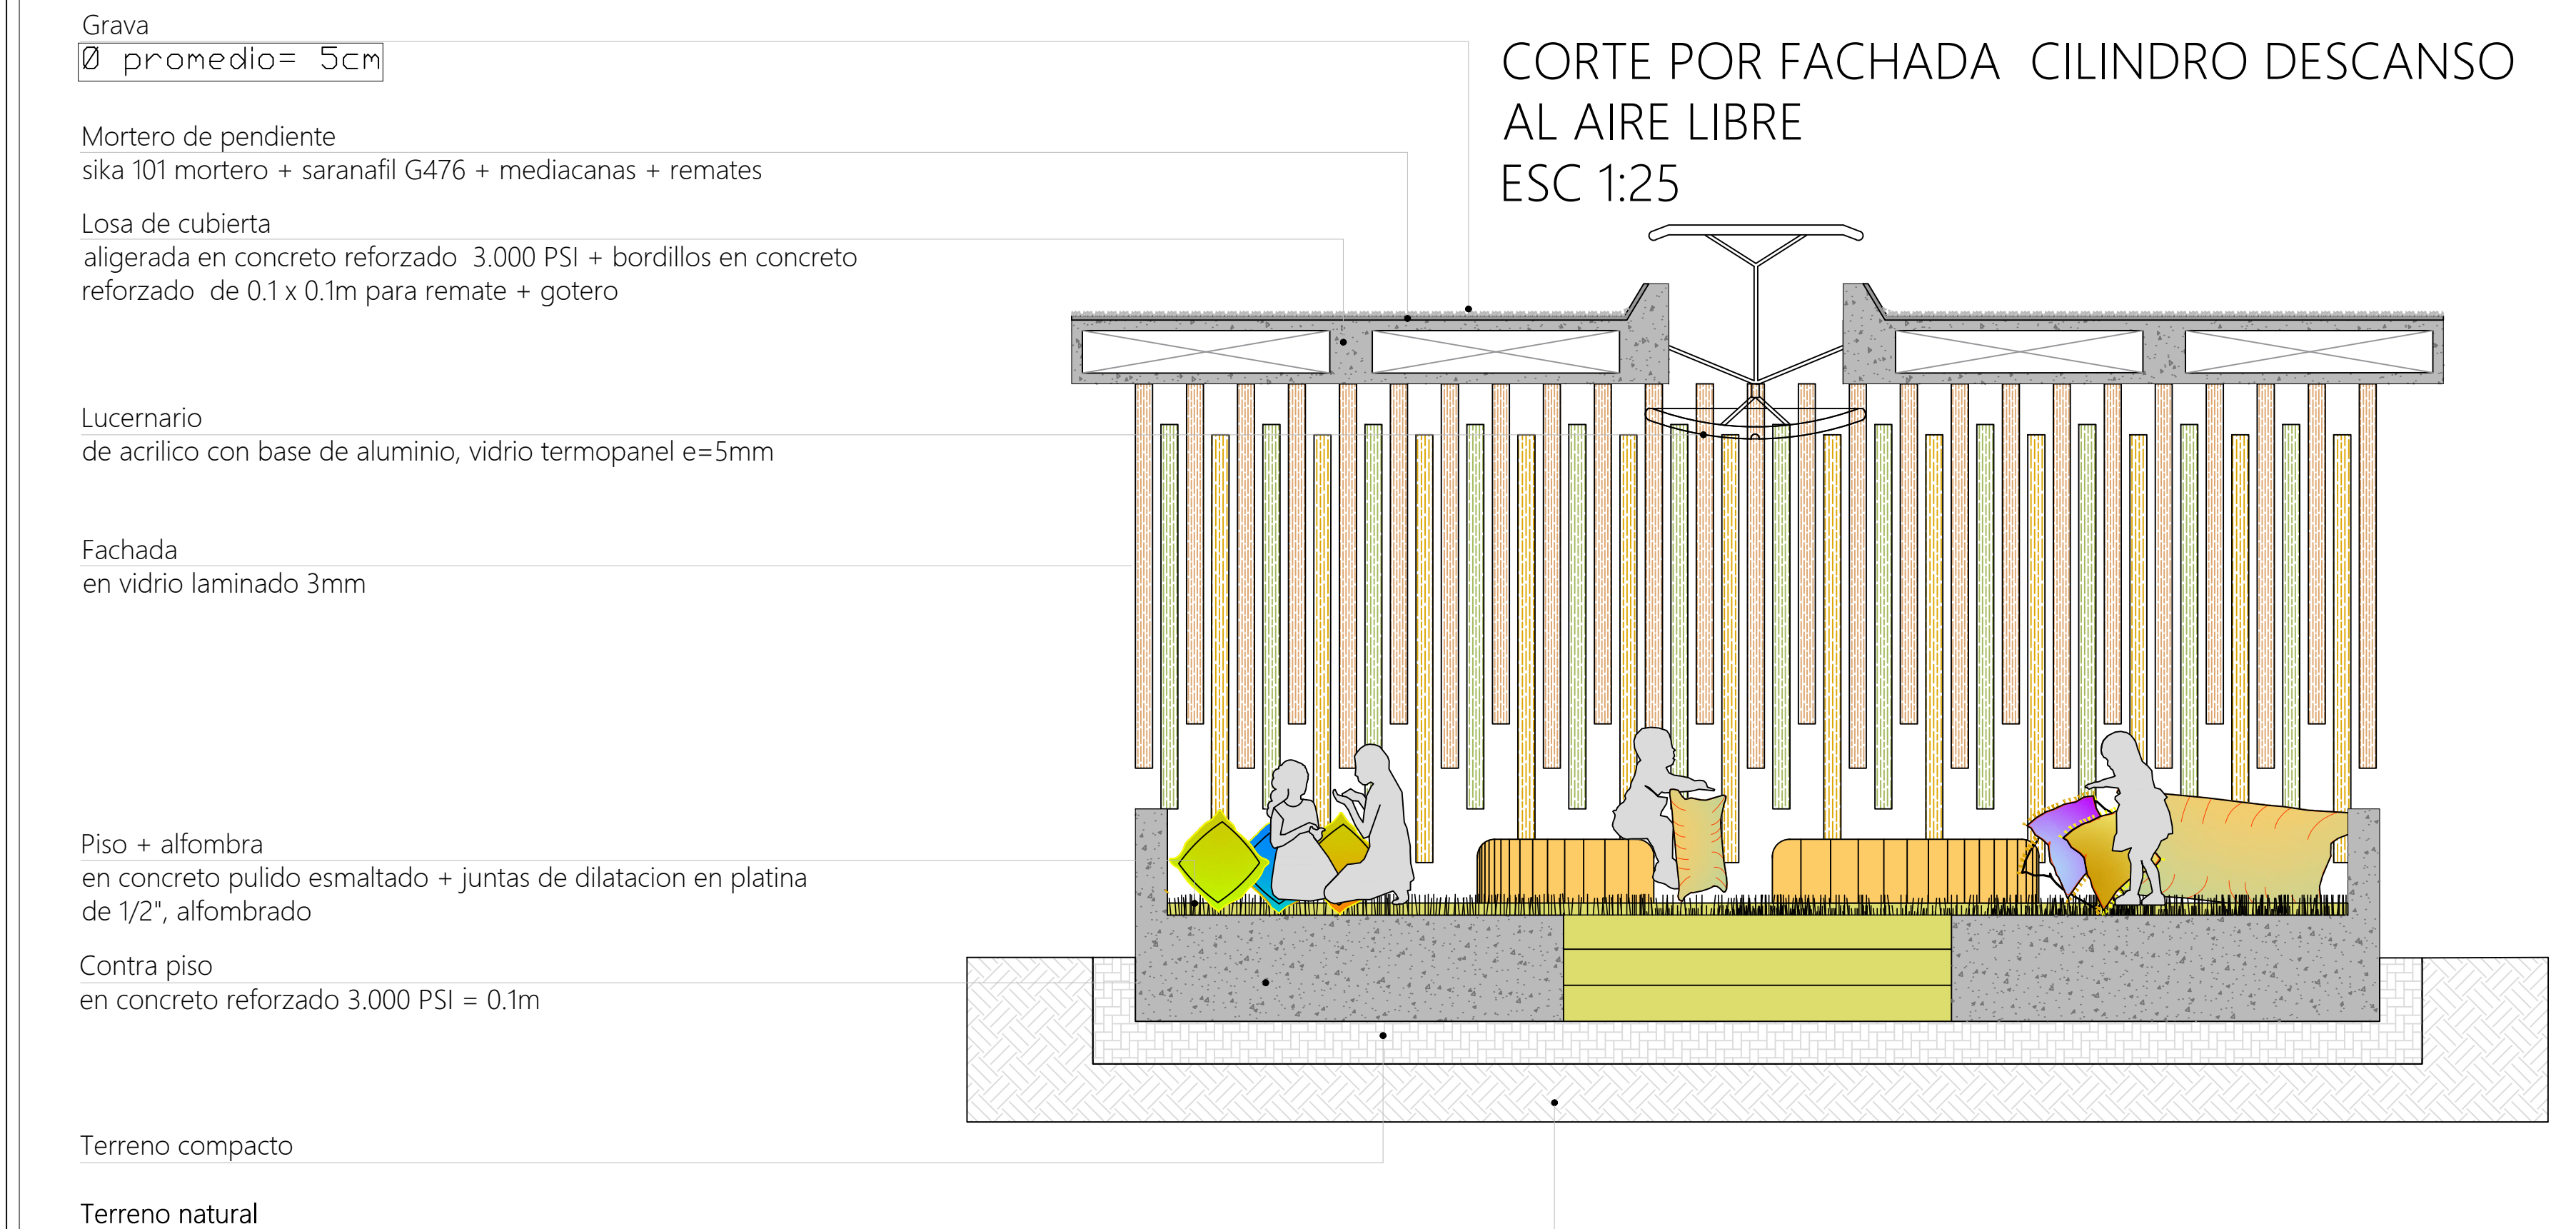 Grava
Ø promedio= 5cm
CORTE POR FACHADA CILINDRO DESCANSO
AL AIRE LIBRE
ESC 1:25
Mortero de pendiente
sika 101 mortero + saranafil G476 + mediacanas + remates
Losa de cubierta
aligerada en concreto reforzado 3.000 PSI + bordillos en concreto
reforzado de 0.1 x 0.1m para remate + gotero
Lucernario
de acrilico con base de aluminio, vidrio termopanel e=5mm
Fachada
en vidrio laminado 3mm
Piso + alfombra
en concreto pulido esmaltado + juntas de dilatacion en platina
de 1/2", alfombrado
Contra piso
en concreto reforzado 3.000 PSI = 0.1m
Terreno compacto
Terreno natural